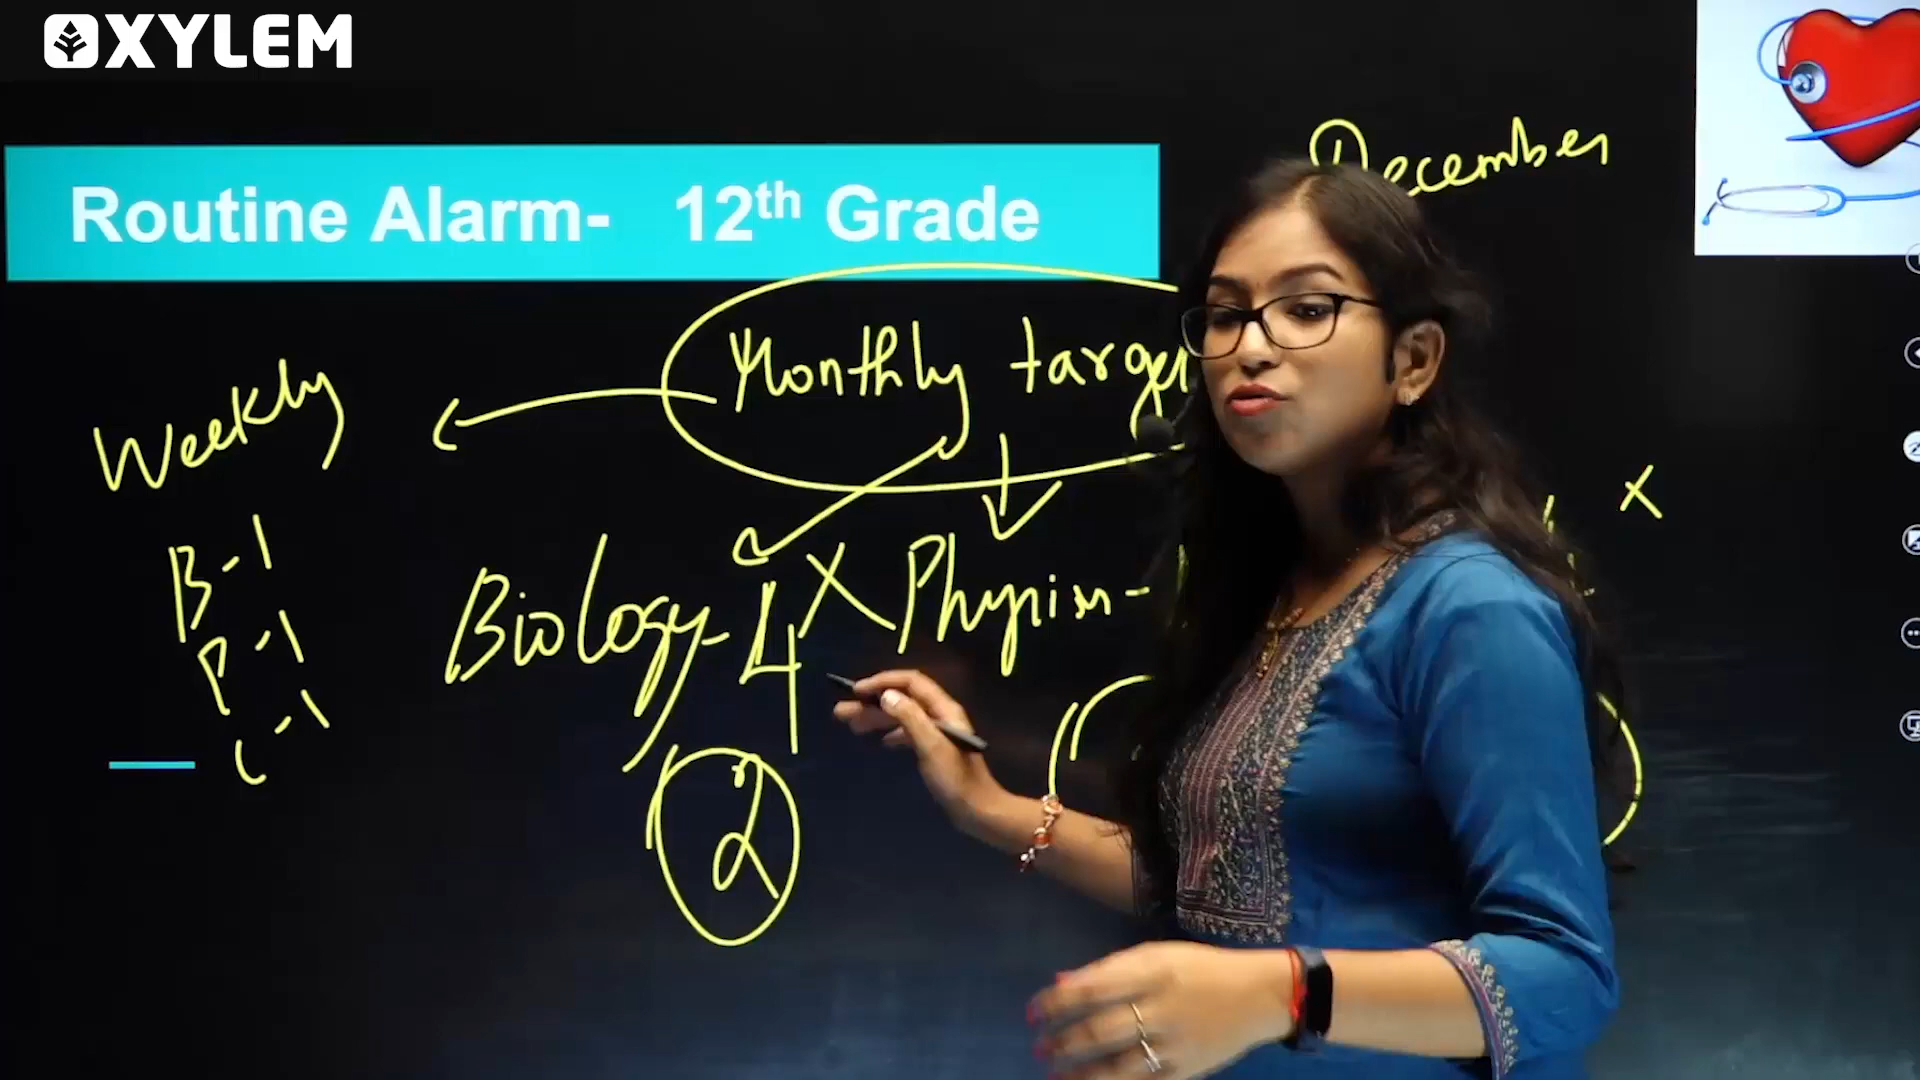 XYLEM
December
Routine Alarm- 12th Grade
Monthly target
Weekly
B-1
P-1
C-1
Biology-4 x
Physics-
x
2